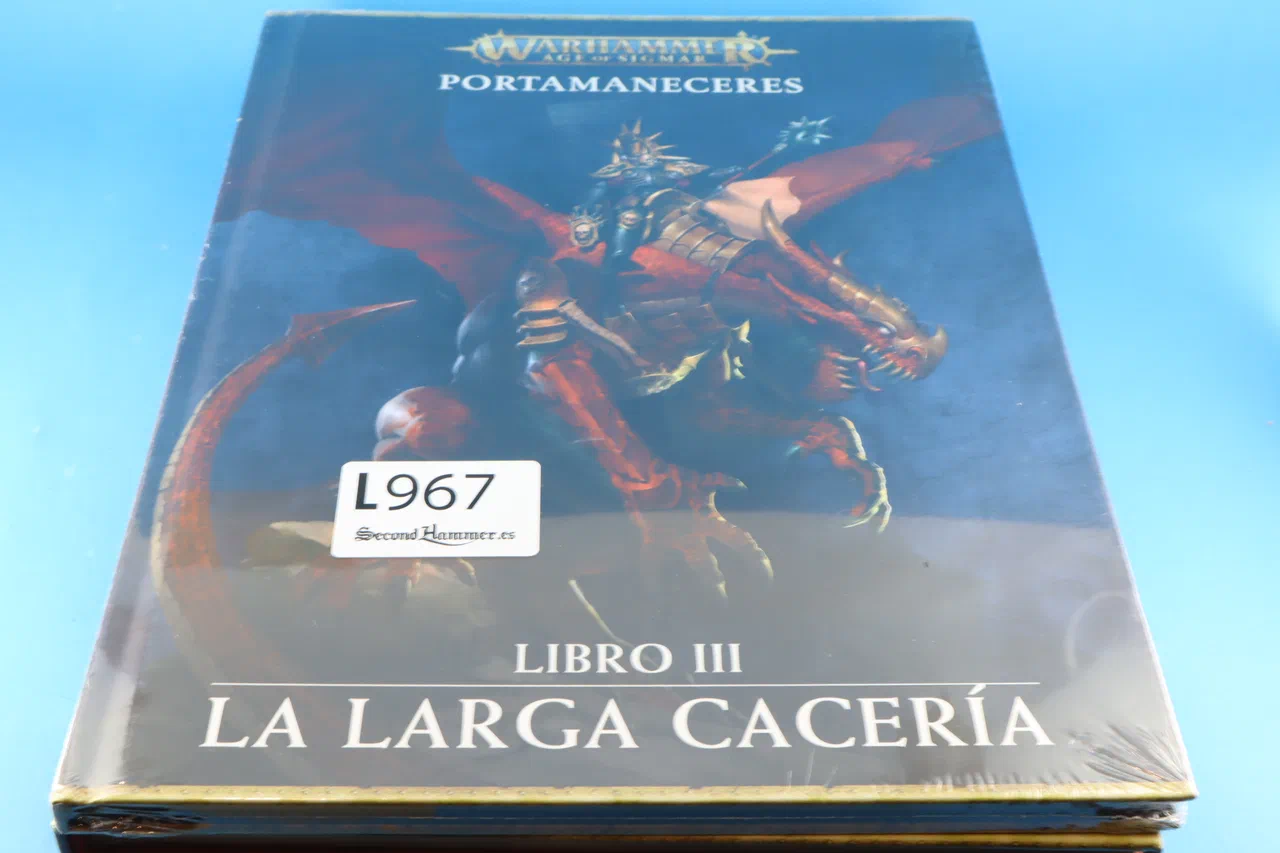 WARHAMMER
AGE OF SIGMAR
PORTAMANECERES
L967
SecondHammer.es
LIBRO III
LA LARGA CACERÍA